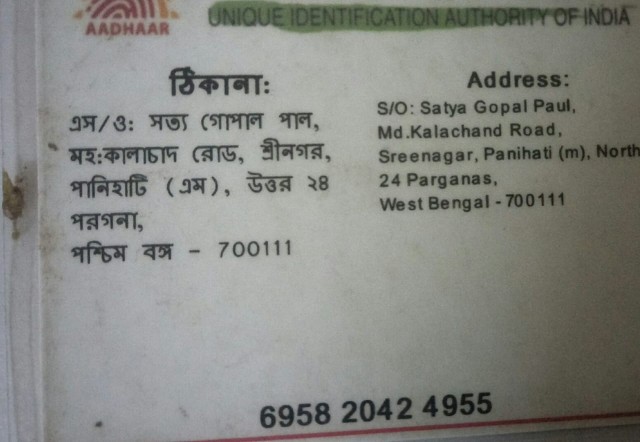 AADHAAR
UNIQUE IDENTIFICATION AUTHORITY OF INDIA
ঠিকানা:
এস/ও: সত্য গোপাল পাল,
মহ:কালাচাদ রোড, শ্রীনগর,
পানিহাটি (এম), উত্তর ২৪
পরগনা,
পশ্চিম বঙ্গ - 700111
Address:
S/O: Satya Gopal Paul,
Md.Kalachand Road,
Sreenagar, Panihati (m), North
24 Parganas,
West Bengal - 700111
6958 2042 4955